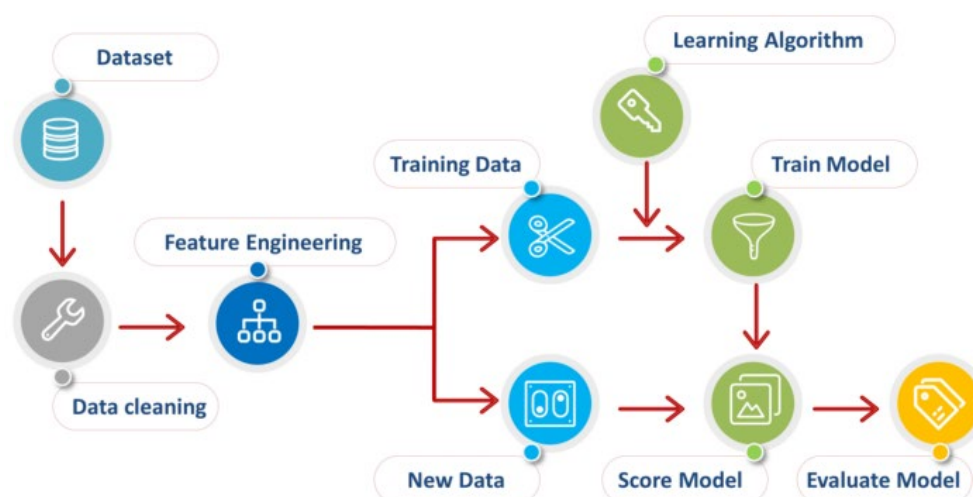 Dataset
Learning Algorithm
Training Data
Train Model
Feature Engineering
Data cleaning
New Data
Score Model
Evaluate Model